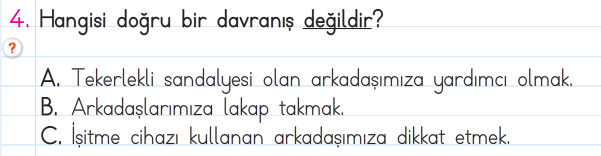 4. Hangisi doğru bir davranış değildir?
?
A. Tekerlekli sandalyesi olan arkadaşımıza yardımcı olmak.
B. Arkadaşlarımıza lakap takmak.
C. İşitme cihazı kullanan arkadaşımıza dikkat etmek.